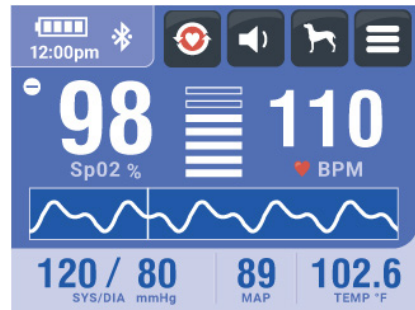 12:00pm
98
110
Sp02 %
BPM
120 / 80
89
102.6
SYS/DIA mmHg
MAP
TEMP °F